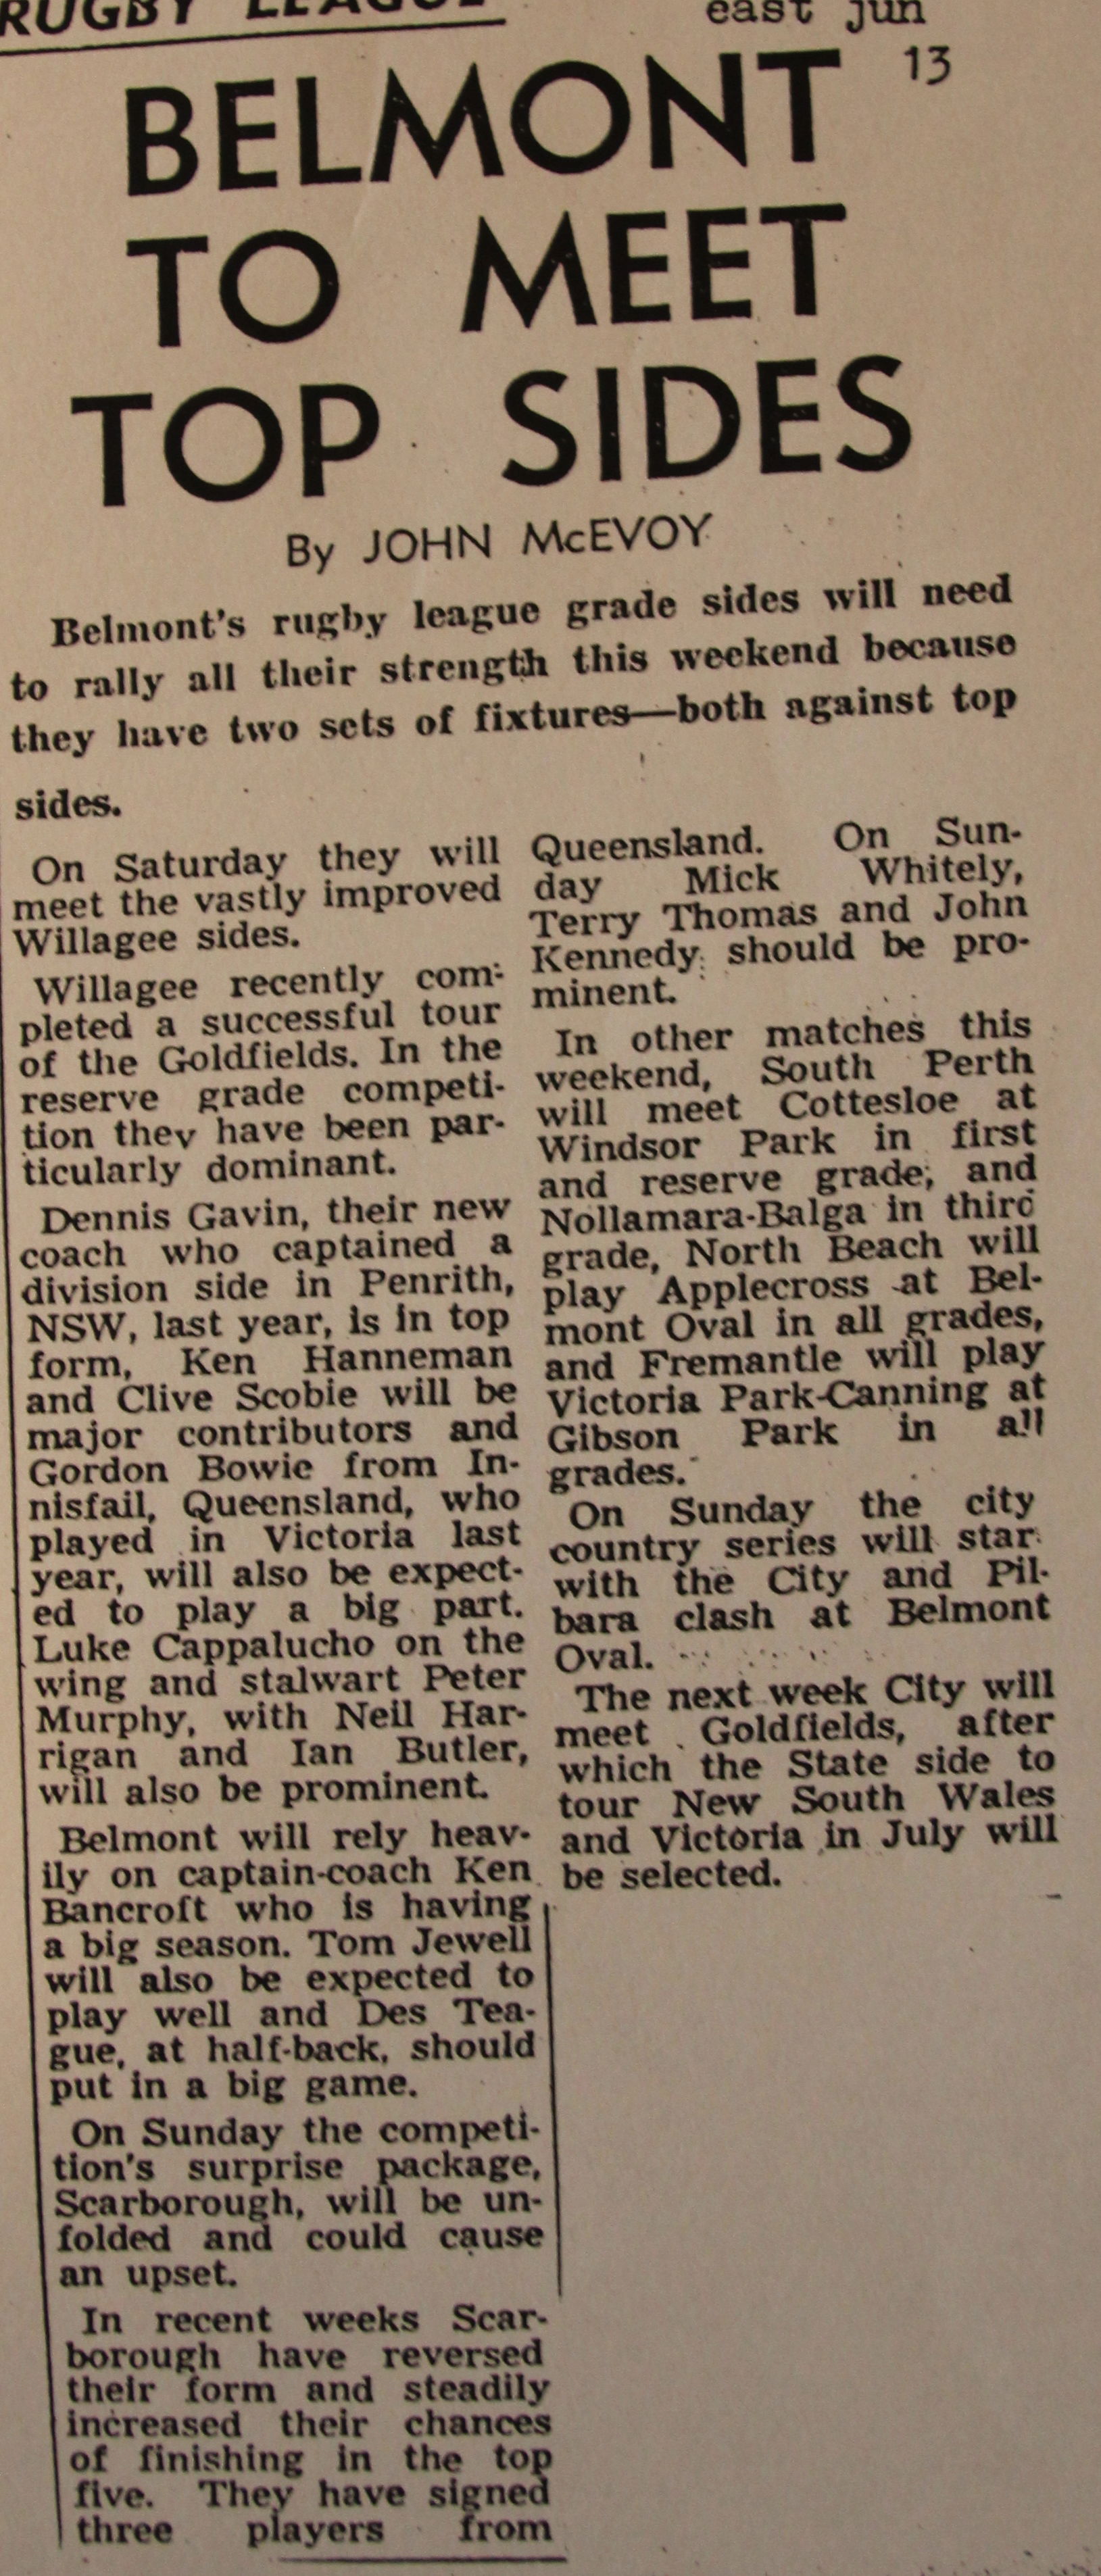 RUGBY LEAGUE
east jun
13
BELMONT
TO MEET
TOP SIDES
By JOHN McEVOY
Belmont's rugby league grade sides will need
to rally all their strength this weekend because
they have two sets of fixtures—both against top
sides.
On Saturday they will
meet the vastly improved
Willagee sides.
Willagee recently com-
pleted a successful tour
of the Goldfields. In the
reserve grade competi-
tion they have been par-
ticularly dominant.
Dennis Gavin, their new
coach who captained a
division side in Penrith,
NSW, last year, is in top
form, Ken Hanneman
and Clive Scobie will be
major contributors and
Gordon Bowie from In-
nisfail, Queensland, who
played in Victoria last
year, will also be expect-
ed to play a big part.
Luke Cappalucho on the
wing and stalwart Peter
Murphy, with Neil Har-
rigan and Ian Butler,
will also be prominent.
Belmont will rely heav-
ily on captain-coach Ken
Bancroft who is having
a big season. Tom Jewell
will also be expected to
play well and Des Tea-
gue, at half-back, should
put in a big game.
On Sunday the competi-
tion's surprise package,
Scarborough, will be un-
folded and could cause
an upset.
In recent weeks Scar-
borough have reversed
their form and steadily
increased their chances
of finishing in the top
five. They have signed
three players from
Queensland. On Sun-
day Mick Whitely,
Terry Thomas and John
Kennedy should be pro-
minent.
In other matches this
weekend, South Perth
will meet Cottesloe at
Windsor Park in first
and reserve grade, and
Nollamara-Balga in third
grade, North Beach will
play Applecross at Bel-
mont Oval in all grades,
and Fremantle will play
Victoria Park-Canning at
Gibson Park in all
grades.
On Sunday the city
country series will star
with the City and Pil-
bara clash at Belmont
Oval.
The next week City will
meet Goldfields, after
which the State side to
tour New South Wales
and Victoria in July will
be selected.